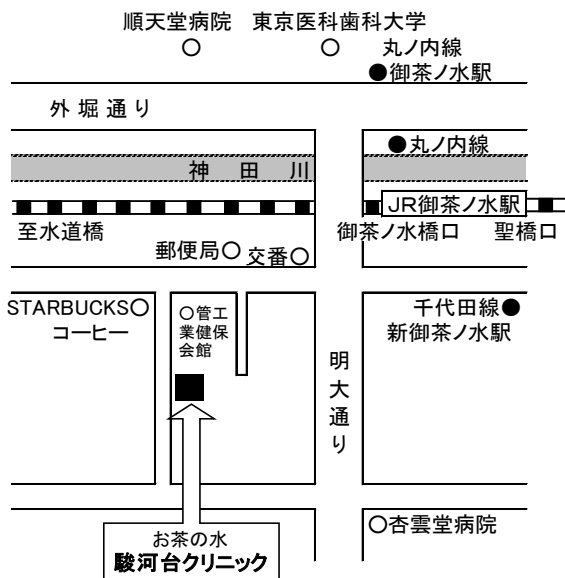 順天堂病院
東京医科歯科大学
丸ノ内線
御茶ノ水駅
外堀通り
丸ノ内線
神田川
JR御茶ノ水駅
至水道橋
御茶ノ水橋口
聖橋口
郵便局
交番
STARBUCKS
コーヒー
管工
業健保
会館
千代田線
新御茶ノ水駅
明大通り
お茶の水
駿河台クリニック
杏雲堂病院